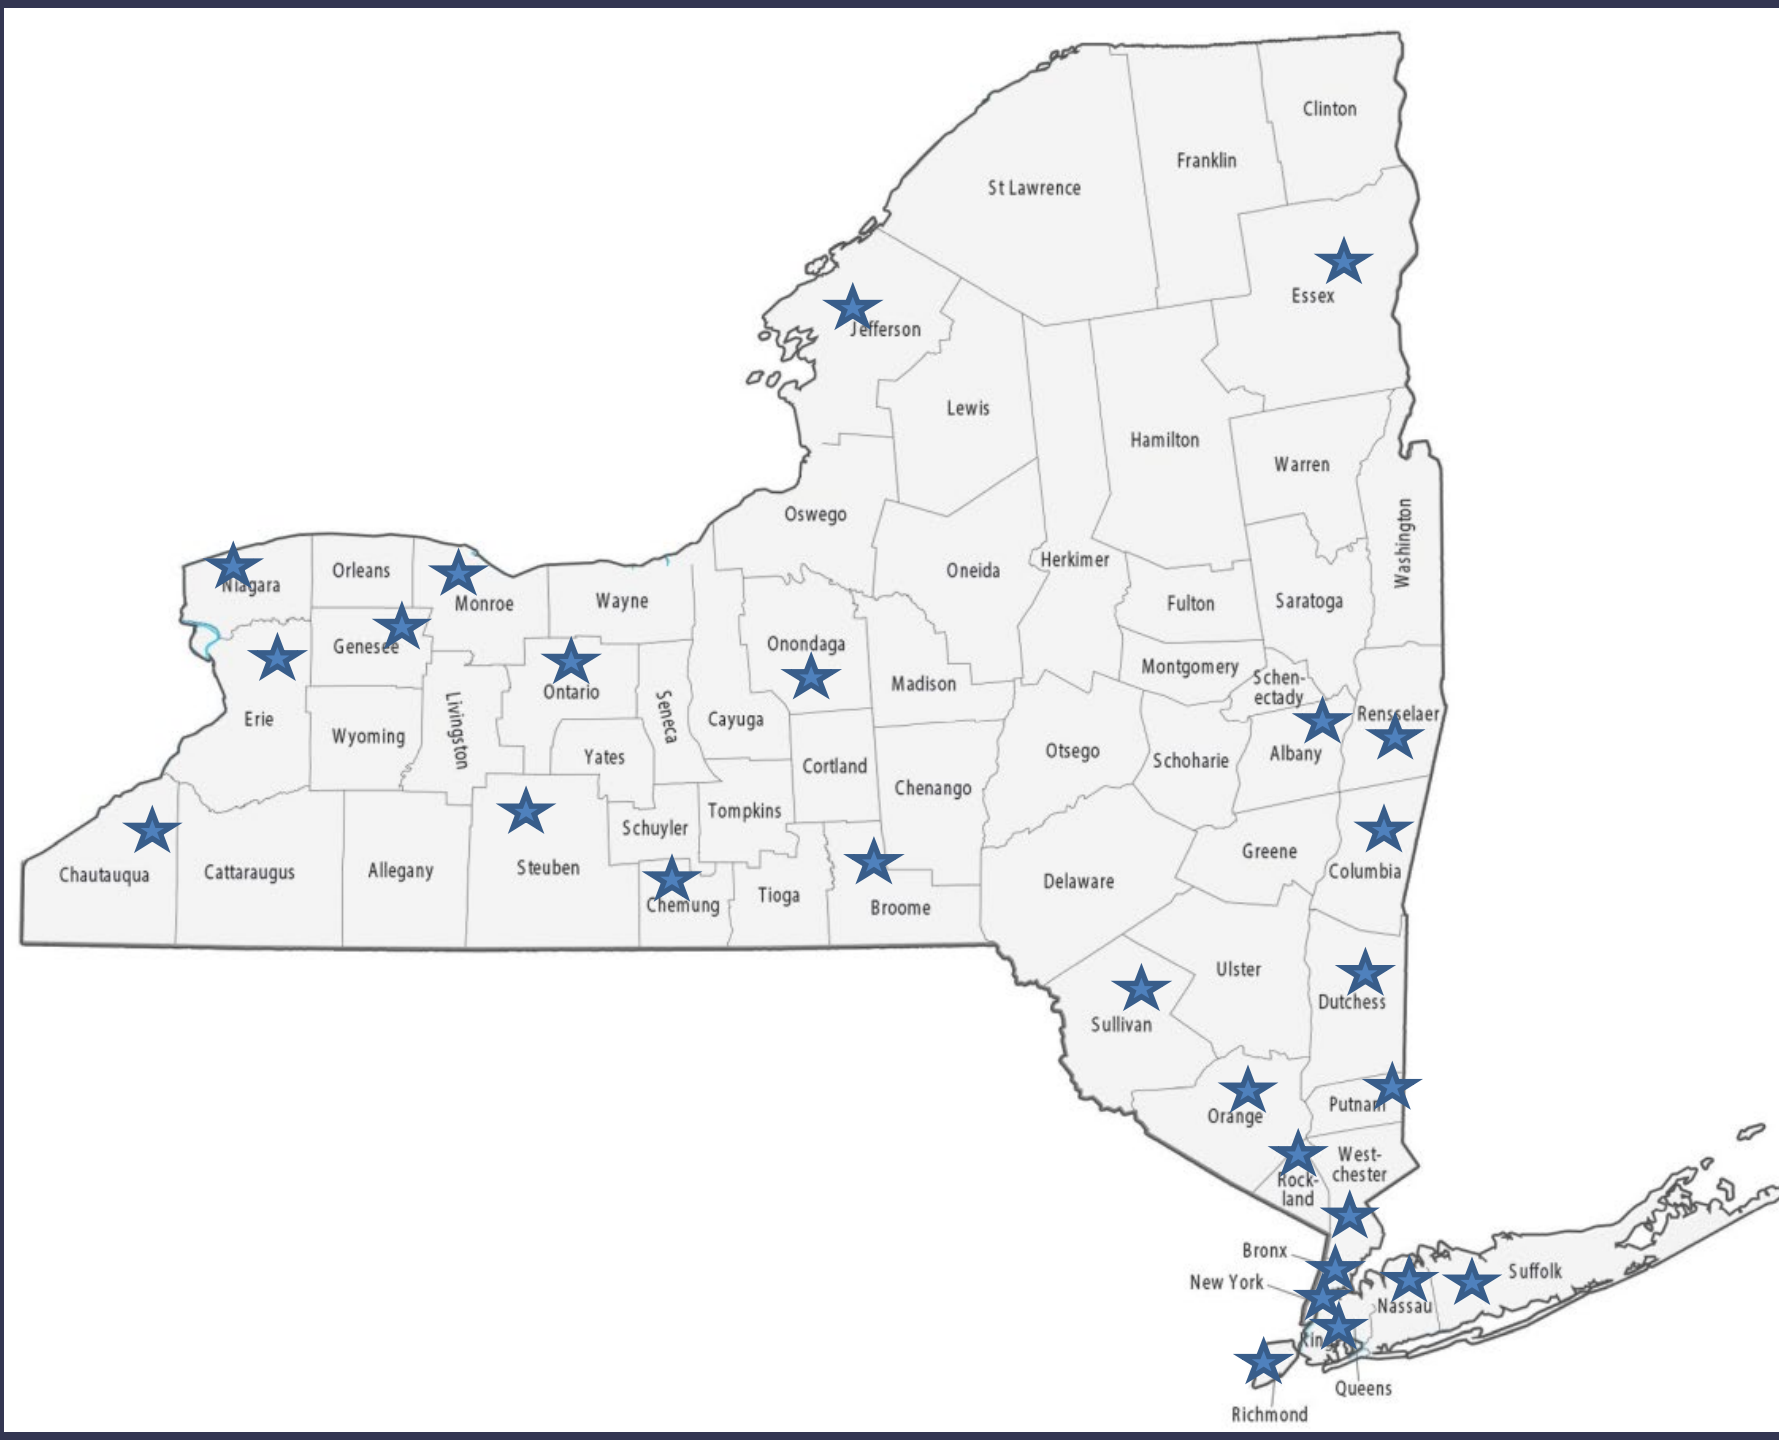 Clinton
Franklin
St Lawrence
Essex
Jefferson
Lewis
Hamilton
Warren
Washington
Oswego
Oneida
Herkimer
Fulton
Saratoga
Niagara
Orleans
Monroe
Wayne
Genesee
Onondaga
Madison
Montgomery
Schen-
ectady
Rensselaer
Erie
Wyoming
Livingston
Ontario
Seneca
Cayuga
Yates
Cortland
Chenango
Otsego
Schoharie
Albany
Tompkins
Schuyler
Chautauqua
Cattaraugus
Allegany
Steuben
Chemung
Tioga
Broome
Delaware
Greene
Columbia
Ulster
Sullivan
Dutchess
Orange
Putnam
West-
chester
Rock-
land
Bronx
New York
Suffolk
Nassau
Queens
Richmond